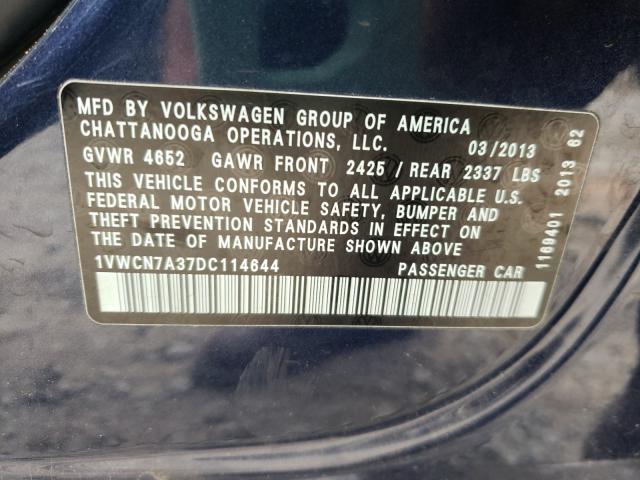 MFD BY VOLKSWAGEN GROUP OF AMERICA
CHATTANOOGA OPERATIONS, LLC. 03/2013
GVWR 4652 GAWR FRONT 2425 / REAR 2337 LBS
THIS VEHICLE CONFORMS TO ALL APPLICABLE U.S.
FEDERAL MOTOR VEHICLE SAFETY, BUMPER AND
THEFT PREVENTION STANDARDS IN EFFECT ON
THE DATE OF MANUFACTURE SHOWN ABOVE
1VWCN7A37DC114644 PASSENGER CAR
1169401 2013 62